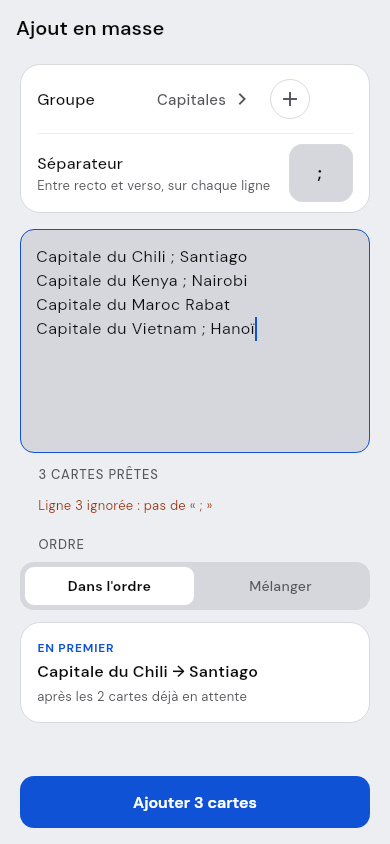 Ajout en masse
Groupe
Capitales
Séparateur
Entre recto et verso, sur chaque ligne
;
Capitale du Chili ; Santiago
Capitale du Kenya ; Nairobi
Capitale du Maroc Rabat
Capitale du Vietnam ; Hanoï
3 CARTES PRÊTES
Ligne 3 ignorée : pas de « ; »
ORDRE
Dans l'ordre
Mélanger
EN PREMIER
Capitale du Chili → Santiago
après les 2 cartes déjà en attente
Ajouter 3 cartes